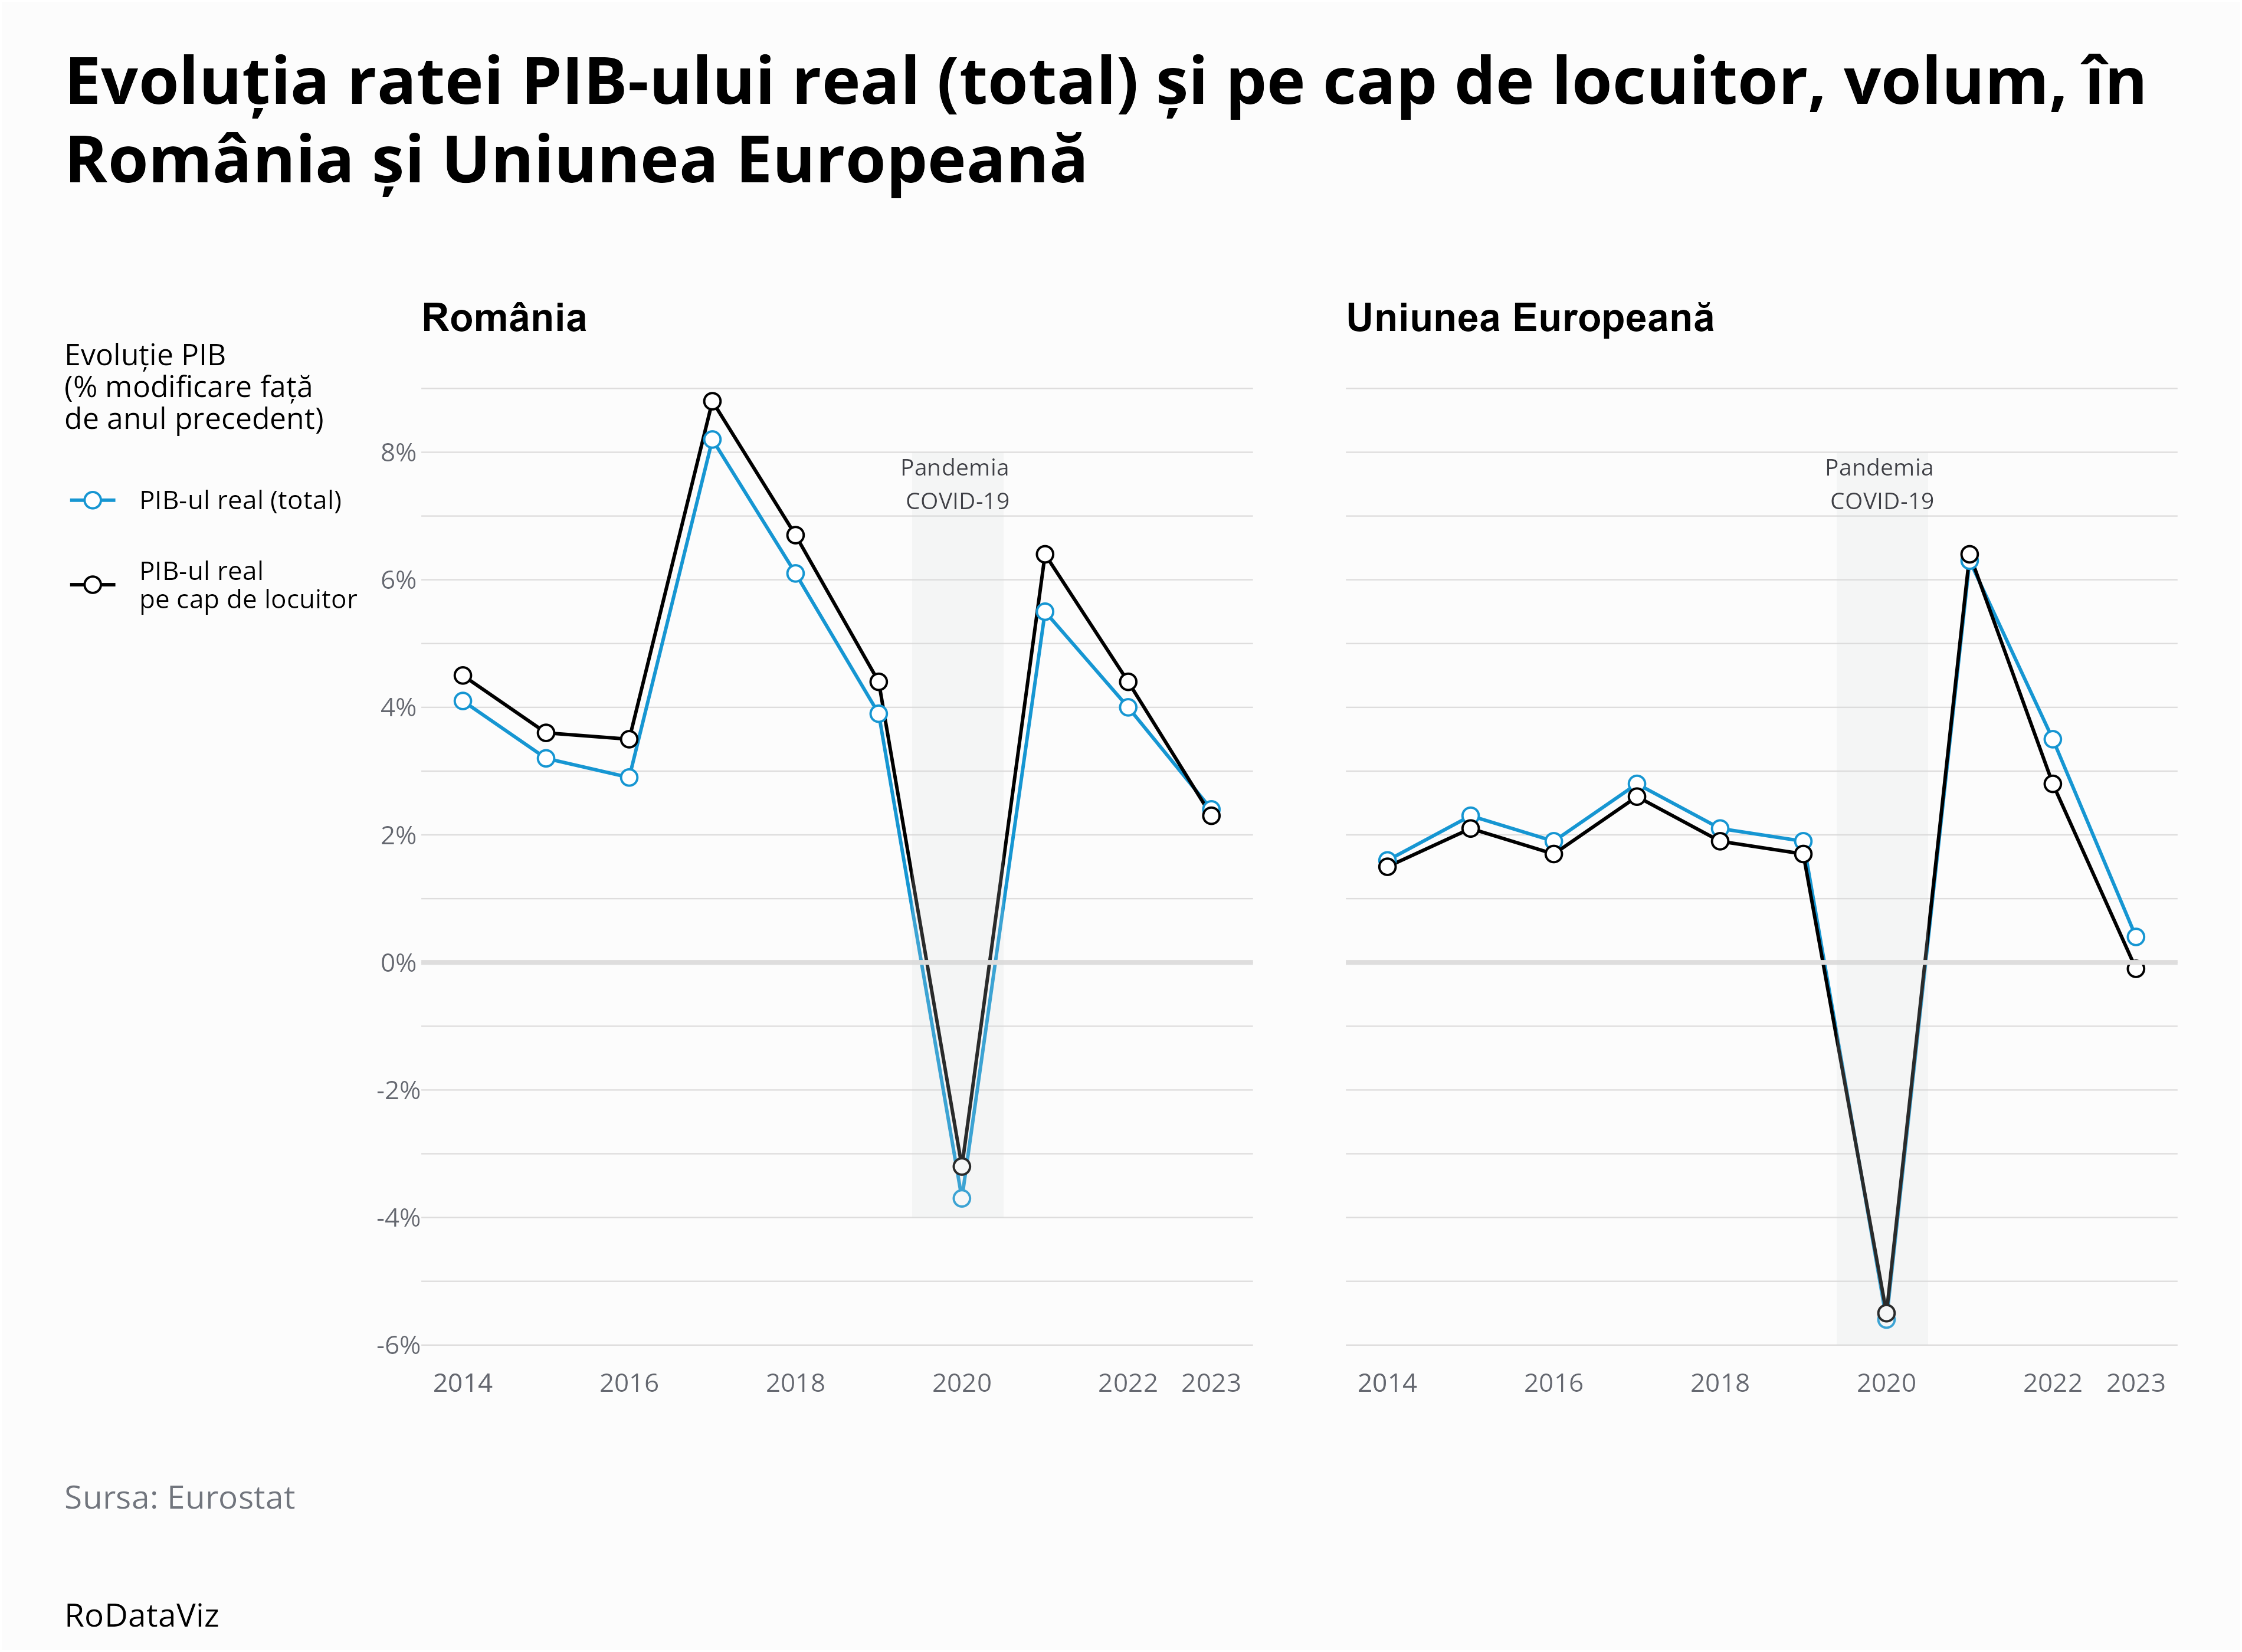 Evoluția ratei PIB-ului real (total) și pe cap de locuitor, volum, în
România și Uniunea Europeană
România
Uniunea Europeană
Evoluție PIB
(% modificare față
de anul precedent)
PIB-ul real (total)
PIB-ul real
pe cap de locuitor
8%
6%
4%
2%
0%
-2%
-4%
-6%
Pandemia
COVID-19
Pandemia
COVID-19
2014 2016 2018 2020 2022 2023
2014 2016 2018 2020 2022 2023
Sursa: Eurostat
RoDataViz